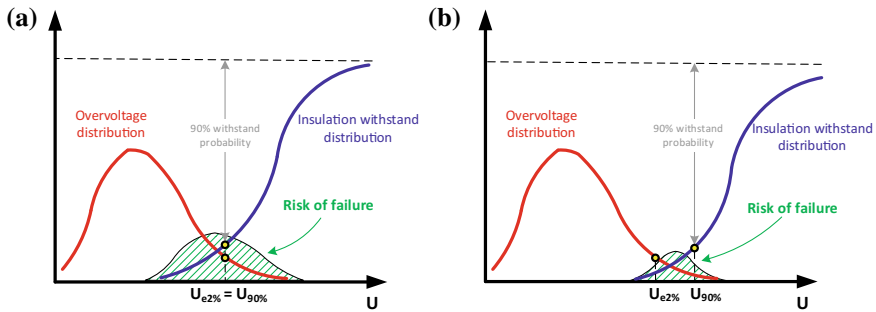 (a)
Overvoltage
distribution
90% withstand
probability
Insulation withstand
distribution
Risk of failure
Ue2% = U90%
U
(b)
Overvoltage
distribution
90% withstand
probability
Insulation withstand
distribution
Risk of failure
Ue2%
U90%
U